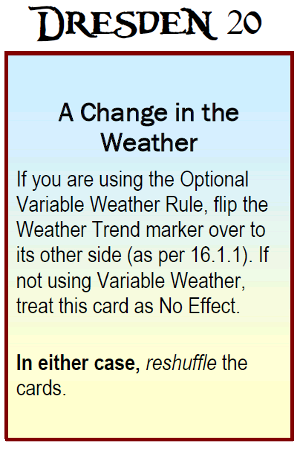 DRESDEN 20
A Change in the
Weather
If you are using the Optional
Variable Weather Rule, flip the
Weather Trend marker over to
its other side (as per 16.1.1). If
not using Variable Weather,
treat this card as No Effect.
In either case, reshuffle the
cards.